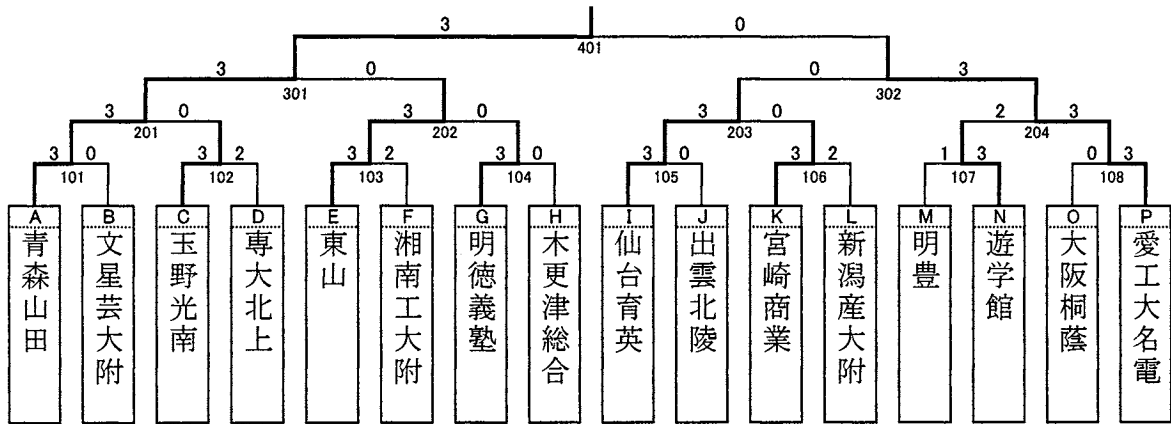 3 0
401
3 0 0 3
301 302
3 0 3 0 3 0 2 3
201 202 203 204
3 0 3 2 3 2 3 0 3 0 3 2 1 3 0 3
101 102 103 104 105 106 107 108
A B C D E F G H I J K L M N O P
青森山田
文星芸大附
玉野光南
専大北上
東山
湘南工大附
明徳義塾
木更津総合
仙台育英
出雲北陵
宮崎商業
新潟産大附
明豊
遊学館
大阪桐蔭
愛工大名電